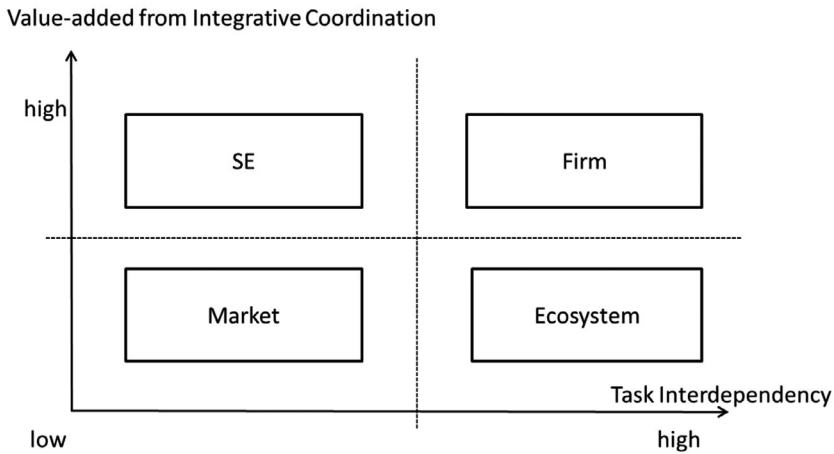 Value-added from Integrative Coordination
high
SE
Firm
Market
Ecosystem
Task Interdependency
low
high